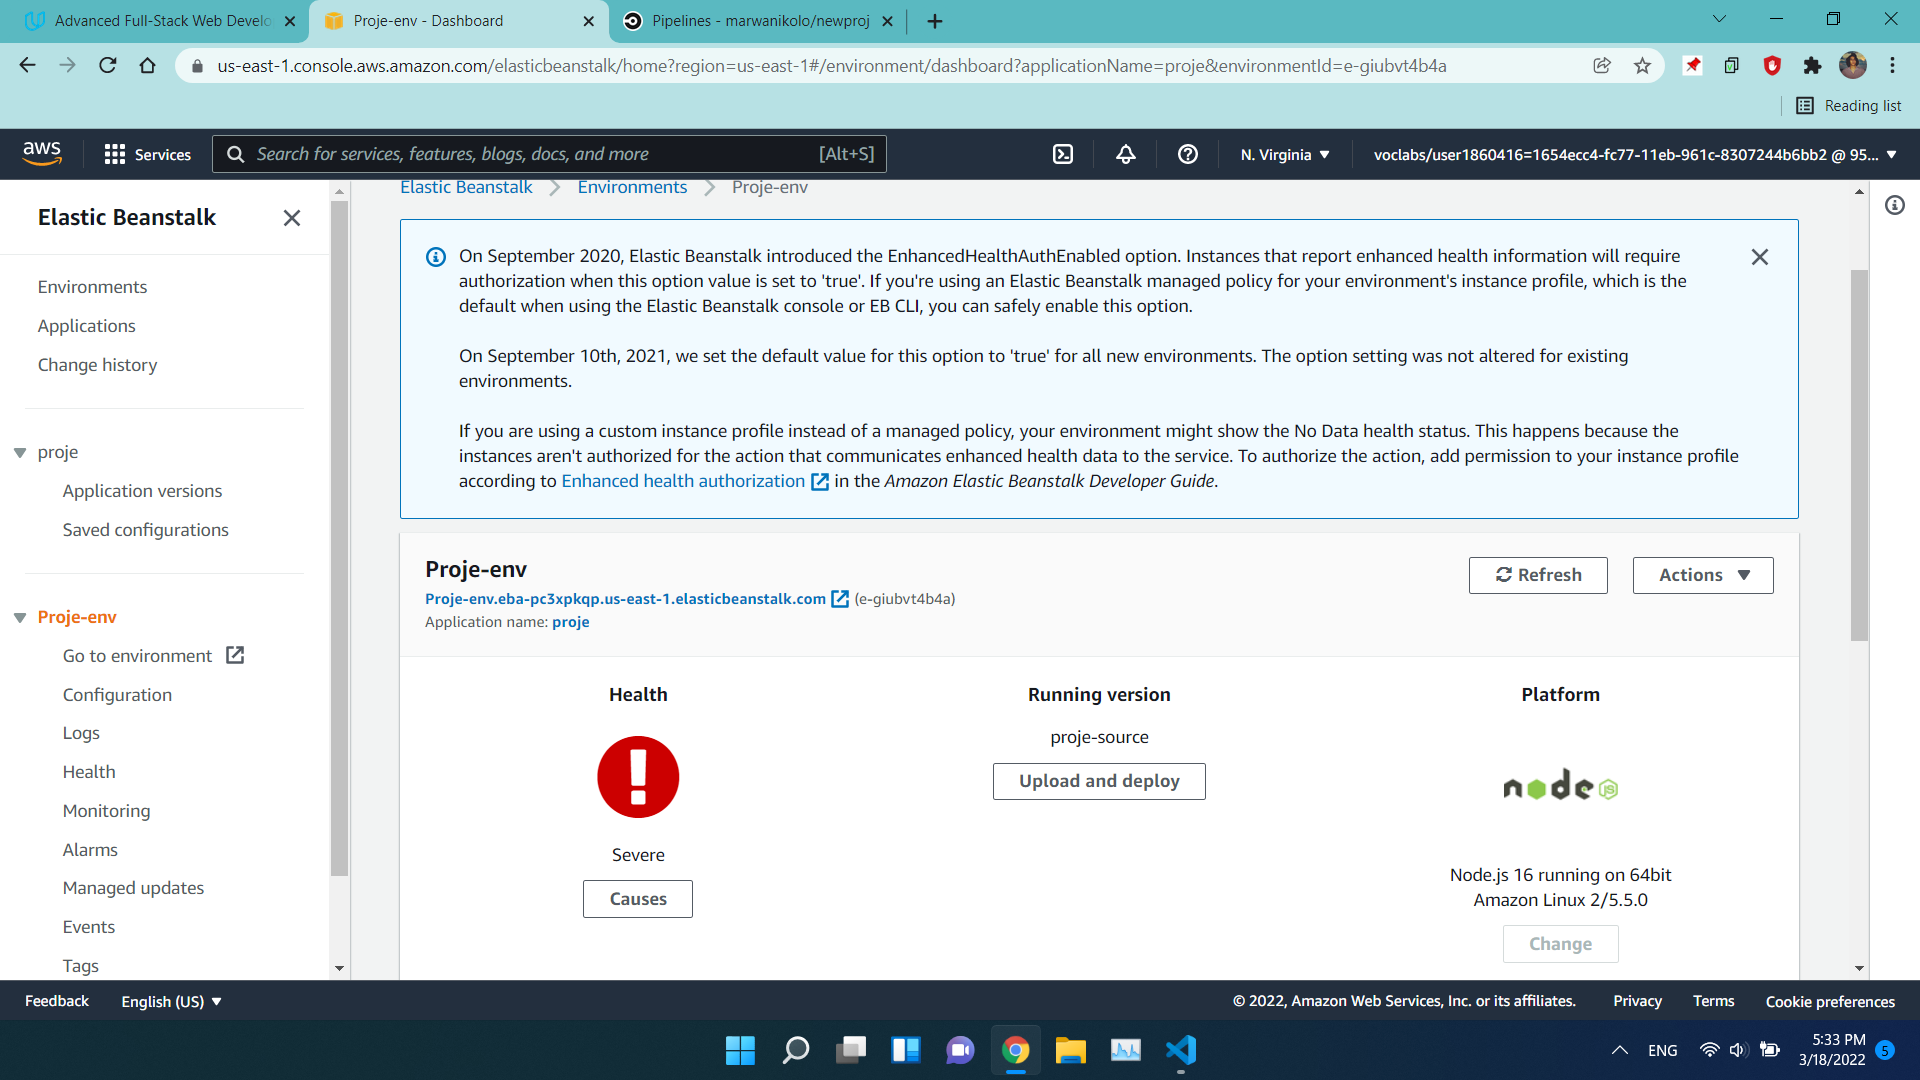 Advanced Full-Stack Web Develo
Proje-env - Dashboard
Pipelines - marwanikolo/newproj
us-east-1.console.aws.amazon.com/elasticbeanstalk/home?region=us-east-1#/environment/dashboard?applicationName=proje&environmentId=e-giubvt4b4a
Reading list
aws
Services
Search for services, features, blogs, docs, and more
[Alt+S]
N. Virginia
voclabs/user1860416=1654ecc4-fc77-11eb-961c-8307244b6bb2 @ 95...
Elastic Beanstalk
Environments
Applications
Change history
proje
Application versions
Saved configurations
Proje-env
Go to environment
Configuration
Logs
Health
Monitoring
Alarms
Managed updates
Events
Tags
Elastic Beanstalk
Environments
Proje-env
On September 2020, Elastic Beanstalk introduced the EnhancedHealthAuthEnabled option. Instances that report enhanced health information will require
authorization when this option value is set to 'true'. If you're using an Elastic Beanstalk managed policy for your environment's instance profile, which is the
default when using the Elastic Beanstalk console or EB CLI, you can safely enable this option.
On September 10th, 2021, we set the default value for this option to 'true' for all new environments. The option setting was not altered for existing
environments.
If you are using a custom instance profile instead of a managed policy, your environment might show the No Data health status. This happens because the
instances aren't authorized for the action that communicates enhanced health data to the service. To authorize the action, add permission to your instance profile
according to Enhanced health authorization in the Amazon Elastic Beanstalk Developer Guide.
Proje-env
Proje-env.eba-pc3xpkqp.us-east-1.elasticbeanstalk.com (e-giubvt4b4a)
Application name: proje
Refresh
Actions
Health
Severe
Causes
Running version
proje-source
Upload and deploy
Platform
node JS
Node.js 16 running on 64bit
Amazon Linux 2/5.5.0
Change
Feedback
English (US)
© 2022, Amazon Web Services, Inc. or its affiliates.
Privacy
Terms
Cookie preferences
ENG
5:33 PM
3/18/2022
5